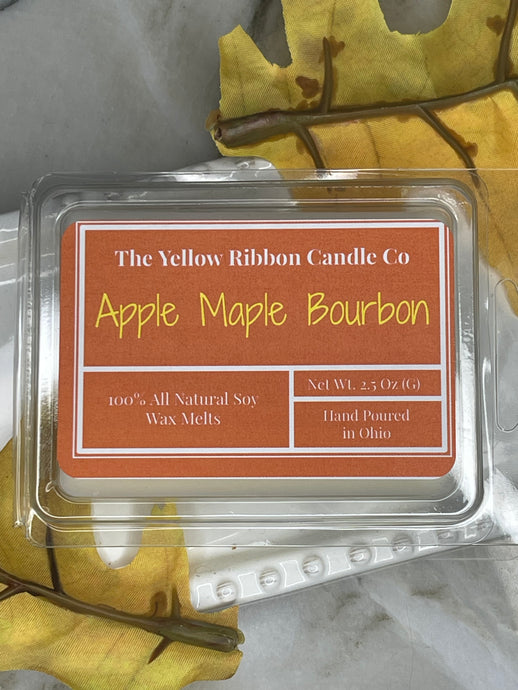 The Yellow Ribbon Candle Co
Apple Maple Bourbon
100% All Natural Soy
Wax Melts
Net Wt. 2.5 Oz (G)
Hand Poured
in Ohio